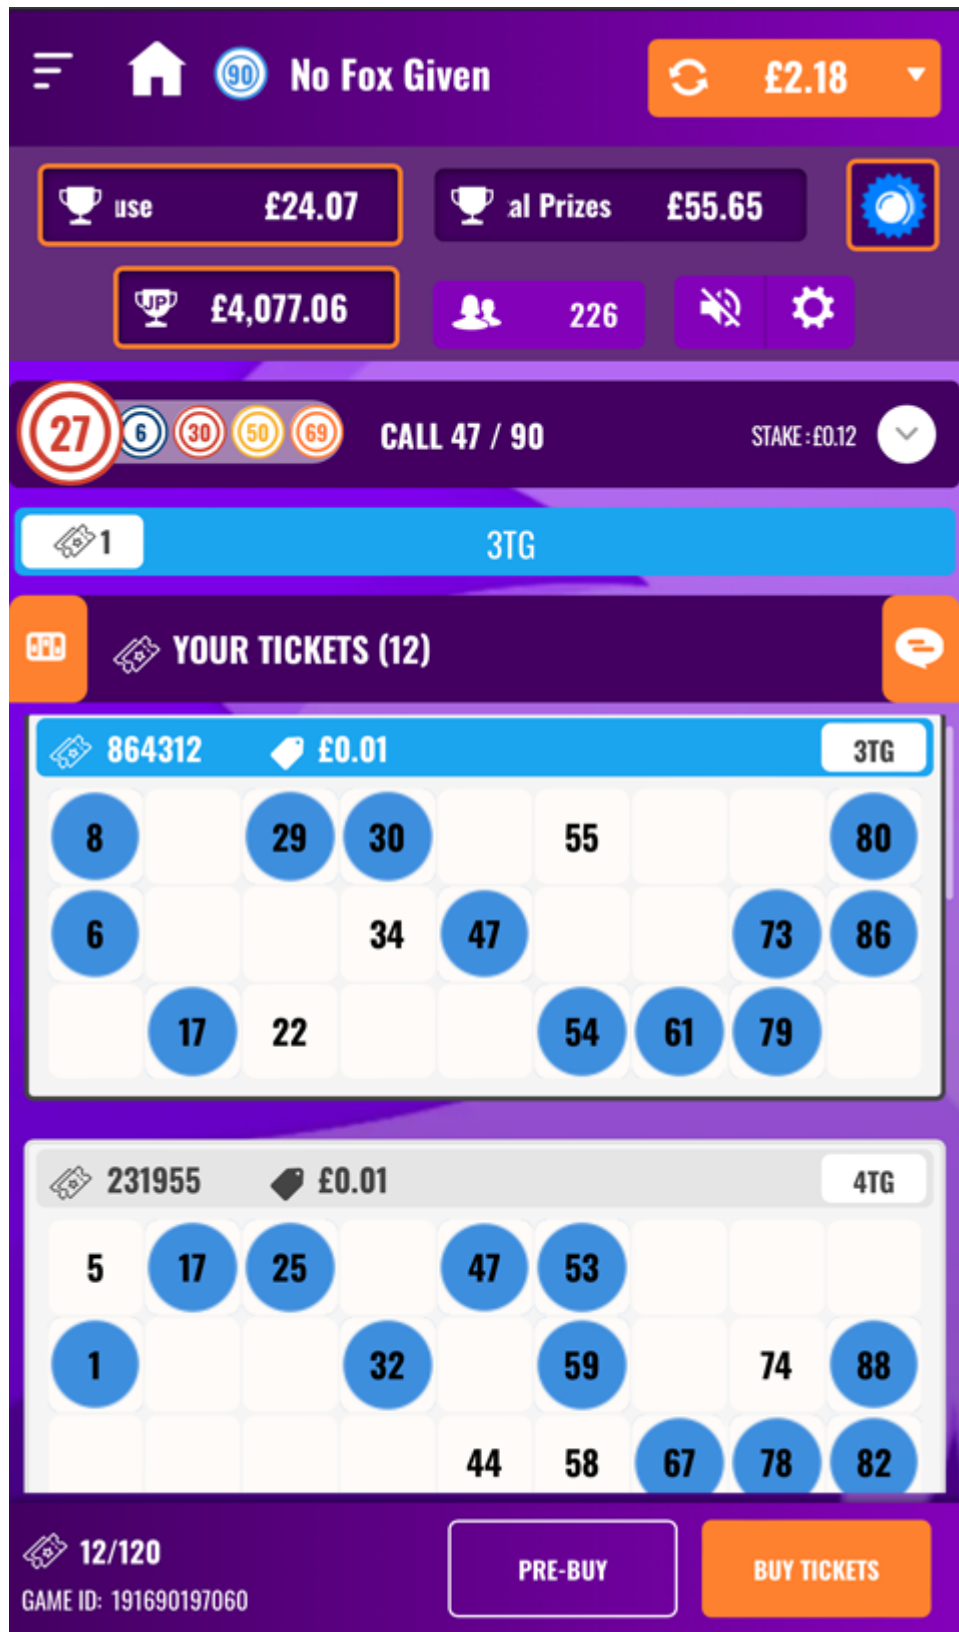 90 No Fox Given £2.18
use £24.07 al Prizes £55.65
JP £4,077.06 226
27 6 30 50 69 CALL 47 / 90 STAKE : £0.12
1 3TG
YOUR TICKETS (12)
864312 £0.01 3TG
8 29 30 55 80
6 34 47 73 86
17 22 54 61 79
231955 £0.01 4TG
5 17 25 47 53
1 32 59 74 88
44 58 67 78 82
12/120
GAME ID: 191690197060
PRE-BUY
BUY TICKETS